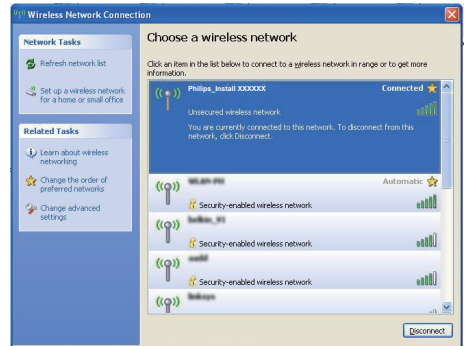 Wireless Network Connection
Network Tasks
Refresh network list
Set up a wireless network
for a home or small office
Related Tasks
Learn about wireless
networking
Change the order of
preferred networks
Change advanced
settings
Choose a wireless network
Click an item in the list below to connect to a wireless network in range or to get more
information.
Philips_Install XXXXXX
Connected
Unsecured wireless network
You are currently connected to this network. To disconnect from this
network, click Disconnect.
Automatic
Security-enabled wireless network
Security-enabled wireless network
Security-enabled wireless network
Disconnect